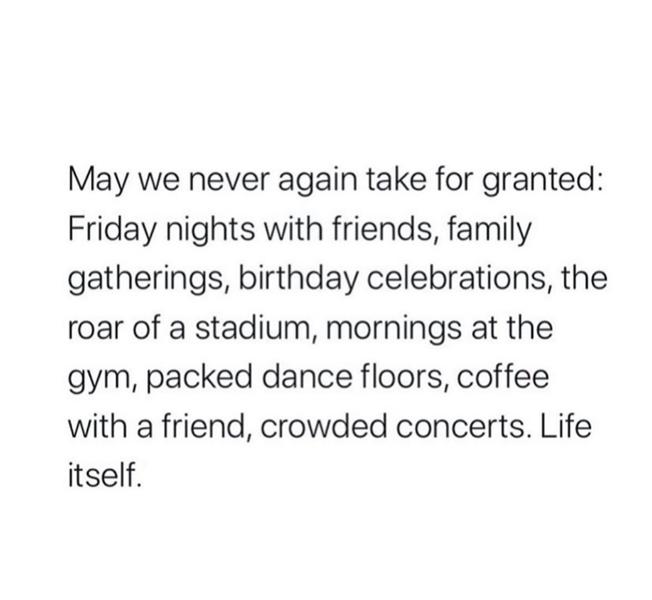 May we never again take for granted:
Friday nights with friends, family
gatherings, birthday celebrations, the
roar of a stadium, mornings at the
gym, packed dance floors, coffee
with a friend, crowded concerts. Life
itself.